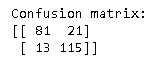 Confusion matrix:
[[ 81  21]
 [ 13 115]]